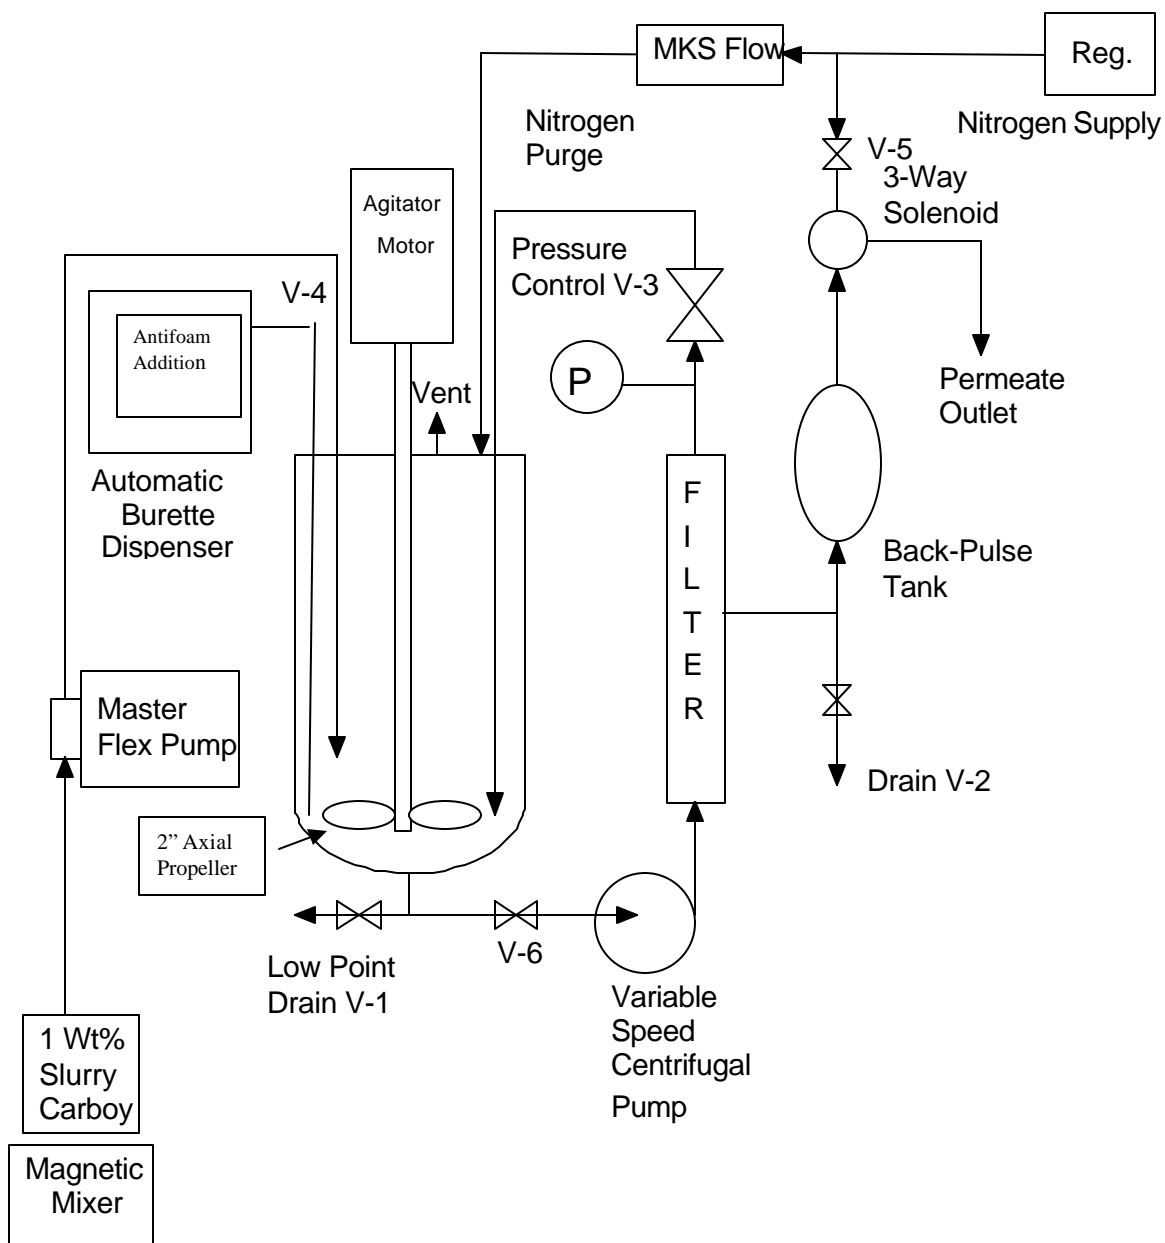 MKS Flow
Reg.
Nitrogen Supply
Nitrogen
Purge
V-5
3-Way
Solenoid
Agitator
Motor
Pressure
Control V-3
V-4
Antifoam
Addition
P
Vent
Permeate
Outlet
Automatic
Burette
Dispenser
F
I
L
T
E
R
Back-Pulse
Tank
Master
Flex Pump
Drain V-2
2” Axial
Propeller
V-6
Low Point
Drain V-1
Variable
Speed
Centrifugal
Pump
1 Wt%
Slurry
Carboy
Magnetic
Mixer